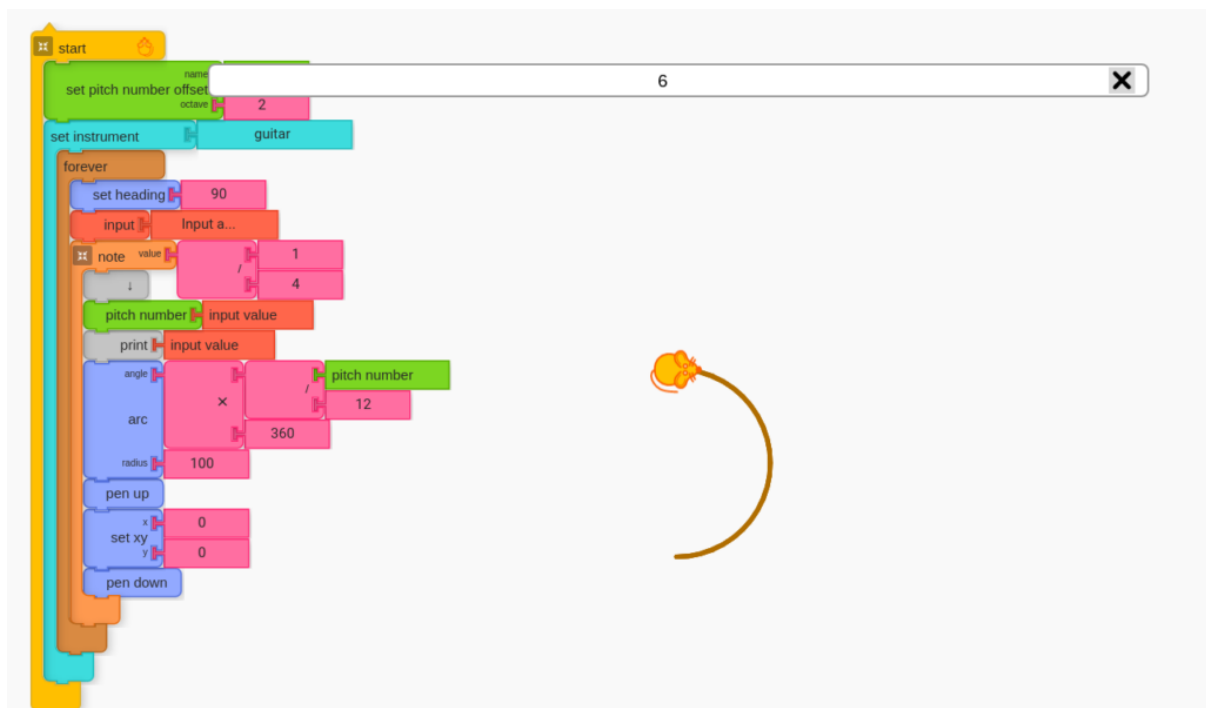 start
name
6
set pitch number offset
octave 2
set instrument guitar
forever
set heading 90
input Input a...
note value 1
/
4
↓
pitch number input value
print input value
angle pitch number
/
× 12
arc
360
radius 100
pen up
x 0
set xy
y 0
pen down